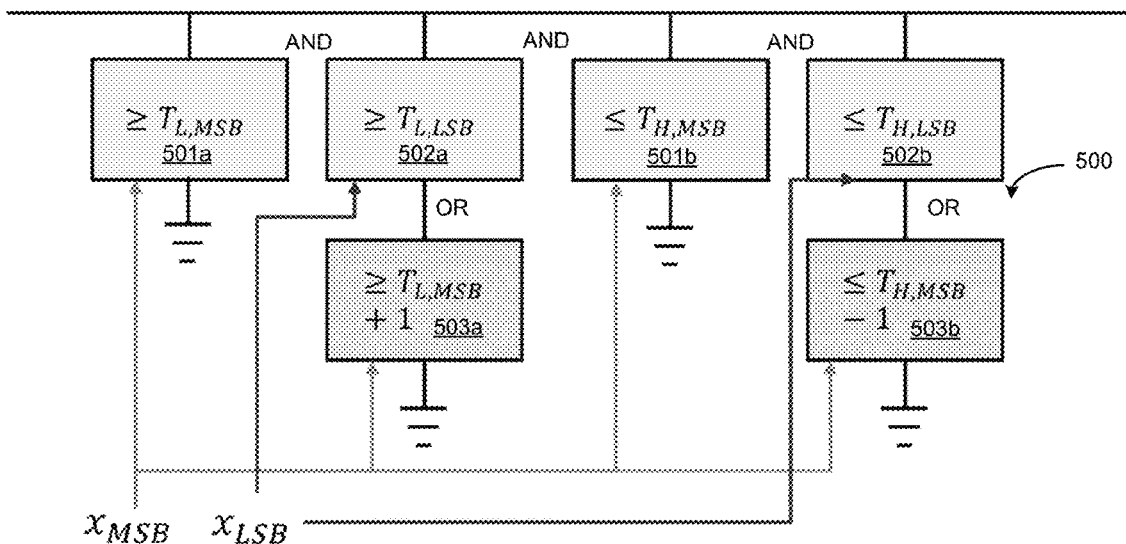 AND
AND
AND
≥ T_{L,MSB}
501a
≥ T_{L,LSB}
502a
≤ T_{H,MSB}
501b
≤ T_{H,LSB}
502b
500
OR
OR
≥ T_{L,MSB}
+ 1 503a
≤ T_{H,MSB}
− 1 503b
x_{MSB} x_{LSB}